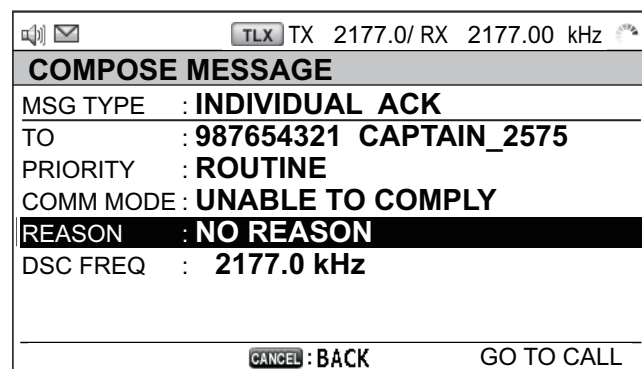 TLX TX 2177.0/ RX 2177.00 kHz
COMPOSE MESSAGE
MSG TYPE : INDIVIDUAL ACK
TO : 987654321 CAPTAIN_2575
PRIORITY : ROUTINE
COMM MODE : UNABLE TO COMPLY
REASON : NO REASON
DSC FREQ : 2177.0 kHz
CANCEL : BACK GO TO CALL